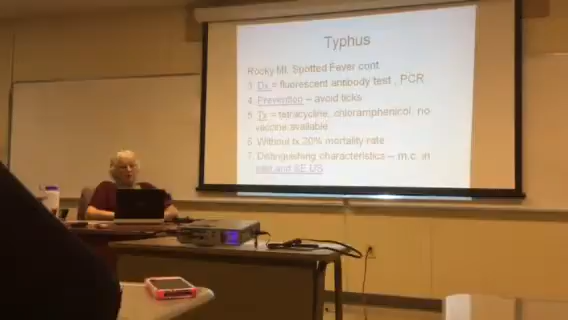 Typhus
Rocky Mt. Spotted Fever cont
3. Dx = fluorescent antibody test , PCR
4. Prevention – avoid ticks
5. Tx = tetracycline, chloramphenicol no
vaccine available
6. Without tx 20% mortality rate
7. Distinguishing characteristics – m.c. in
and SE US